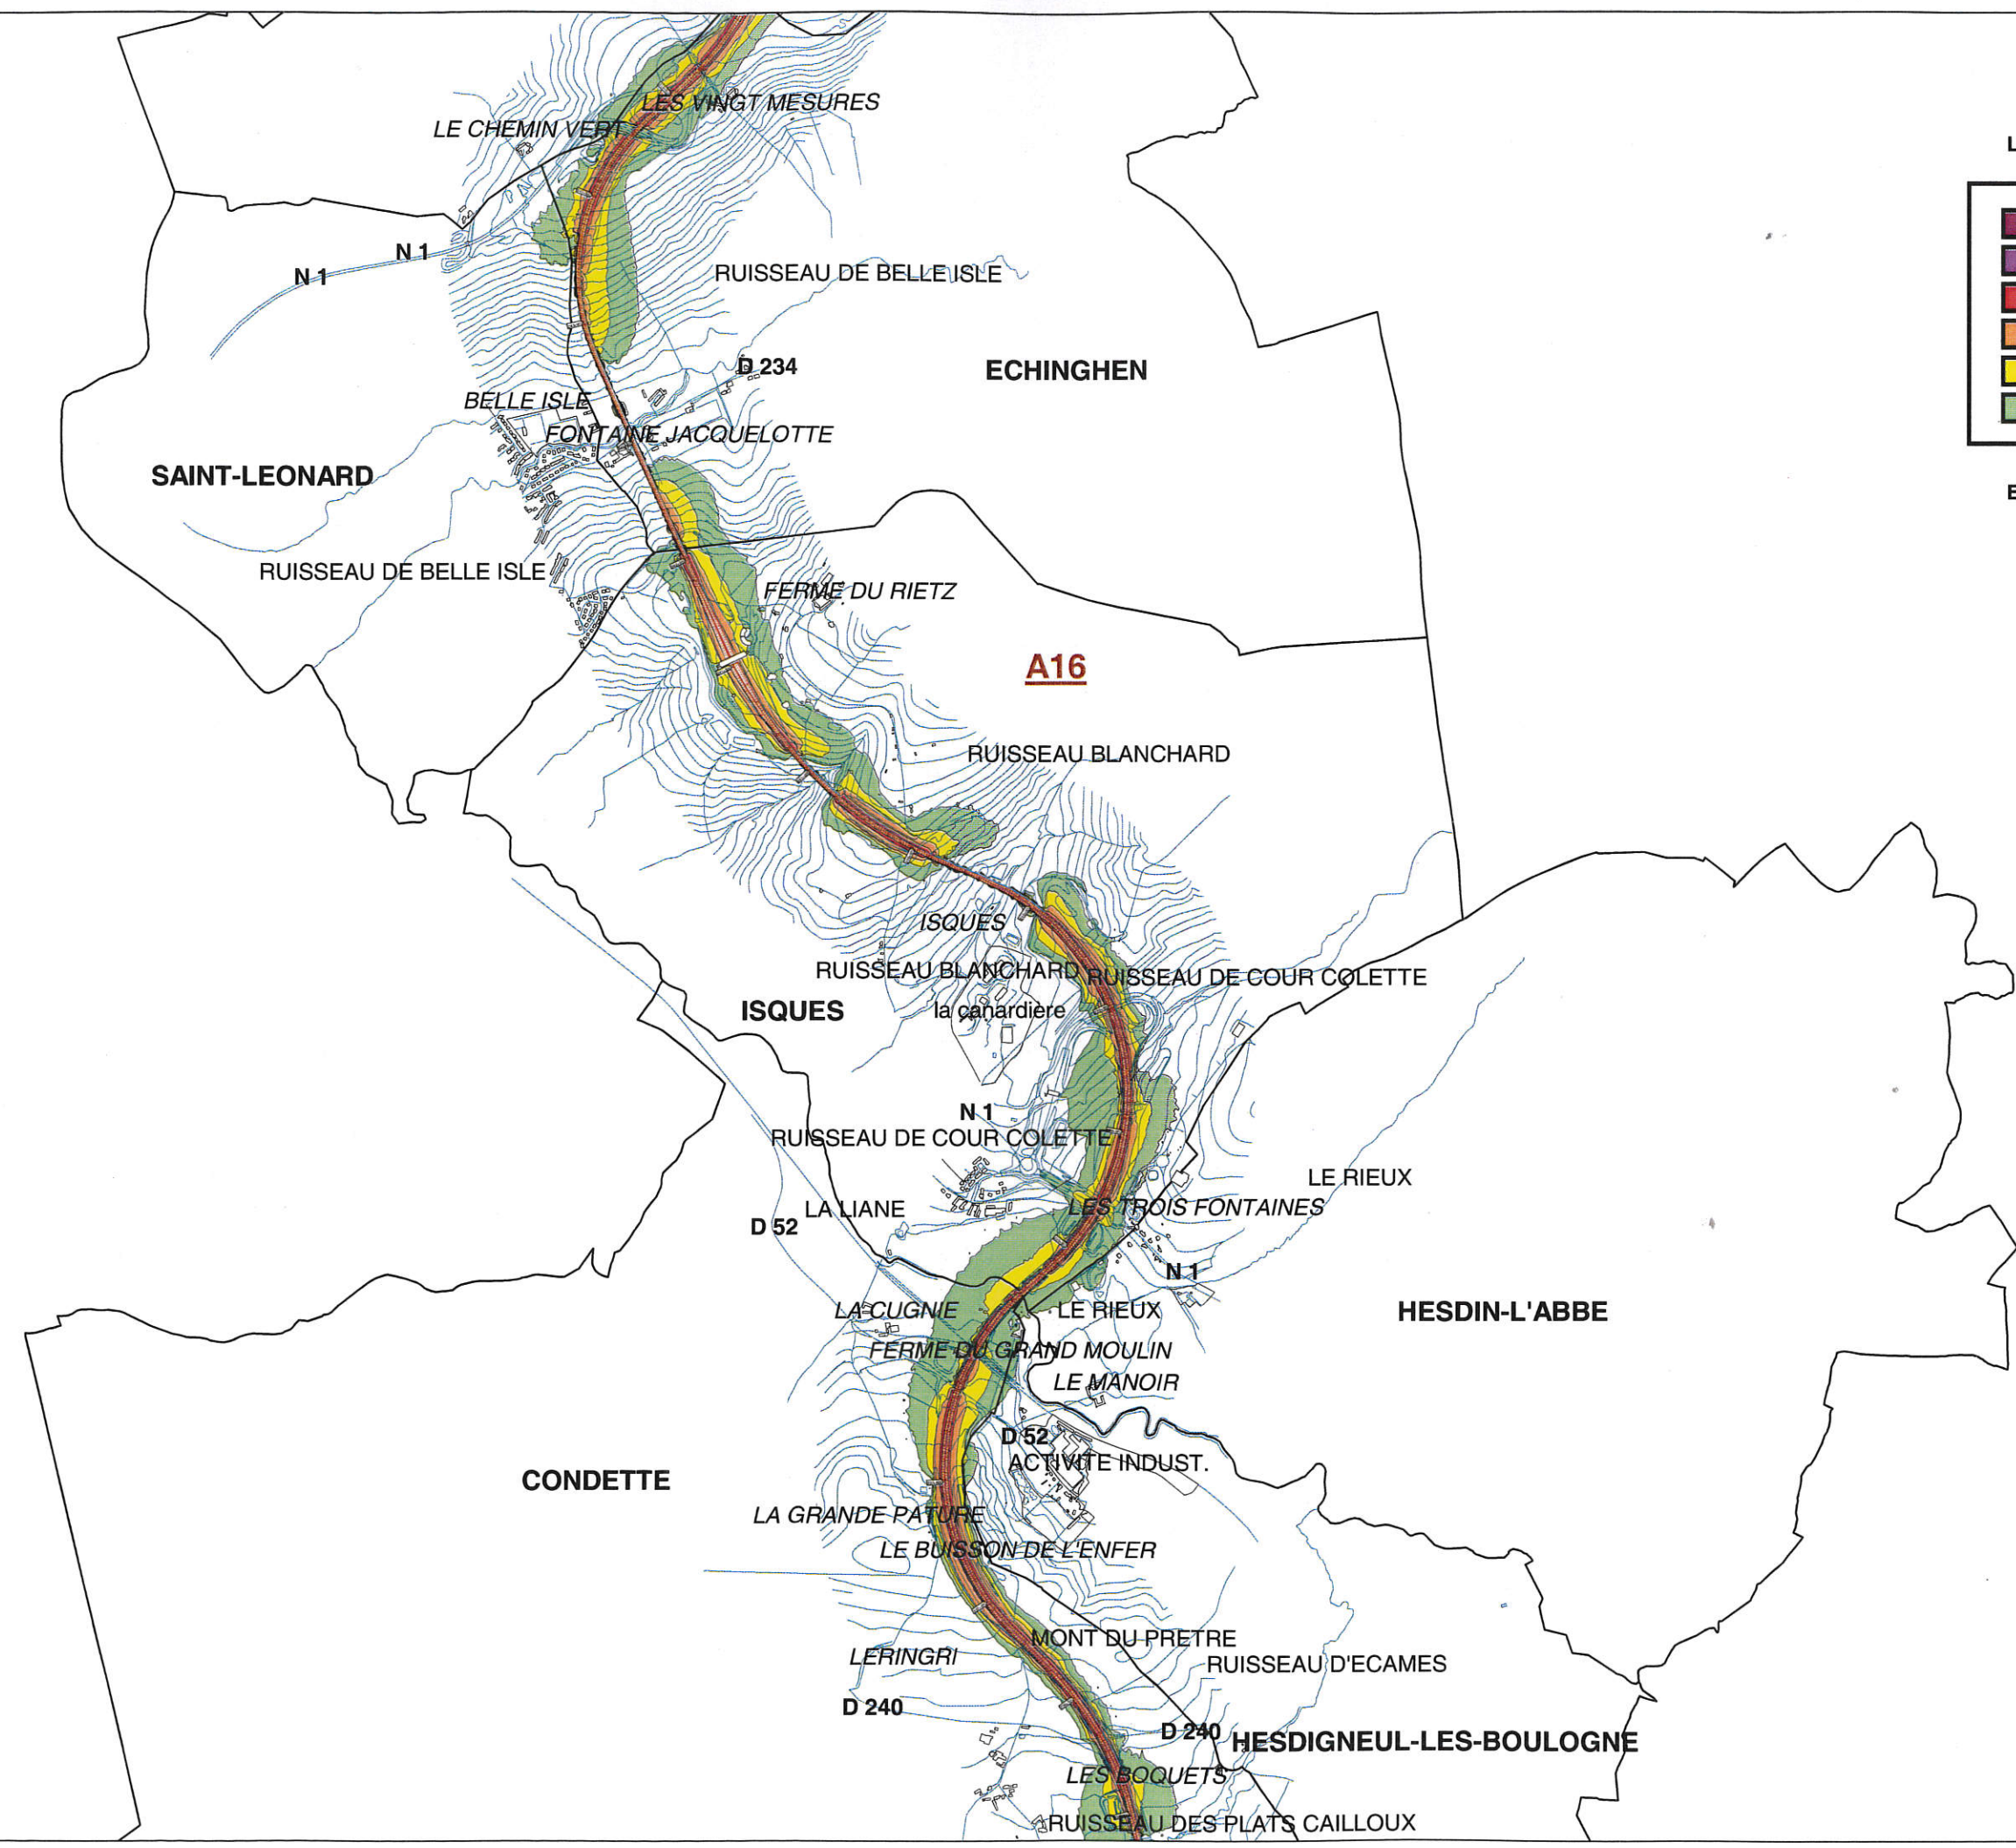 LES VINGT MESURES
LE CHEMIN VERT
L
N 1
N 1
RUISSEAU DE BELLE ISLE
D 234
ECHINGHEN
BELLE ISLE
FONTAINE JACQUELOTTE
SAINT-LEONARD
E
RUISSEAU DE BELLE ISLE
FERME DU RIETZ
A16
RUISSEAU BLANCHARD
ISQUES
RUISSEAU BLANCHARD
RUISSEAU DE COUR COLETTE
ISQUES
la canardière
N 1
RUISSEAU DE COUR COLETTE
LE RIEUX
LA LIANE
LES TROIS FONTAINES
D 52
N 1
LA CUGNIE
LE RIEUX
HESDIN-L'ABBE
FERME DU GRAND MOULIN
LE MANOIR
D 52
ACTIVITE INDUST.
CONDETTE
LA GRANDE PATURE
LE BUISSON DE L'ENFER
MONT DU PRETRE
LERINGRI
RUISSEAU D'ECAMES
D 240
D 240
HESDIGNEUL-LES-BOULOGNE
LES BOQUETS
RUISSEAU DES PLATS CAILLOUX